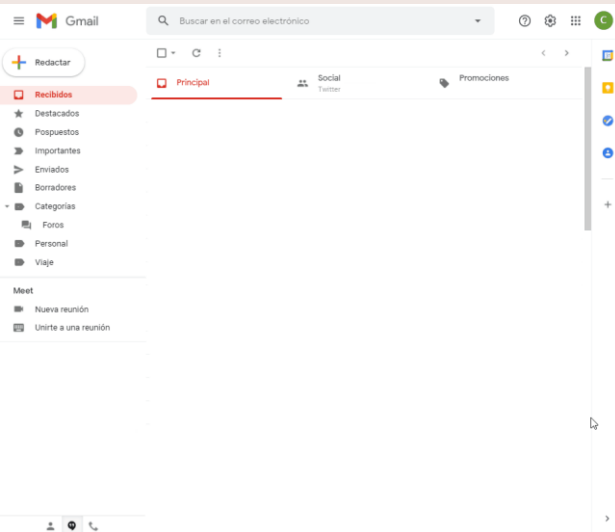 Gmail
Buscar en el correo electrónico
C
Redactar
Recibidos
Destacados
Pospuestos
Importantes
Enviados
Borradores
Categorías
Foros
Personal
Viaje
Meet
Nueva reunión
Unirte a una reunión
Principal
Social
Twitter
Promociones